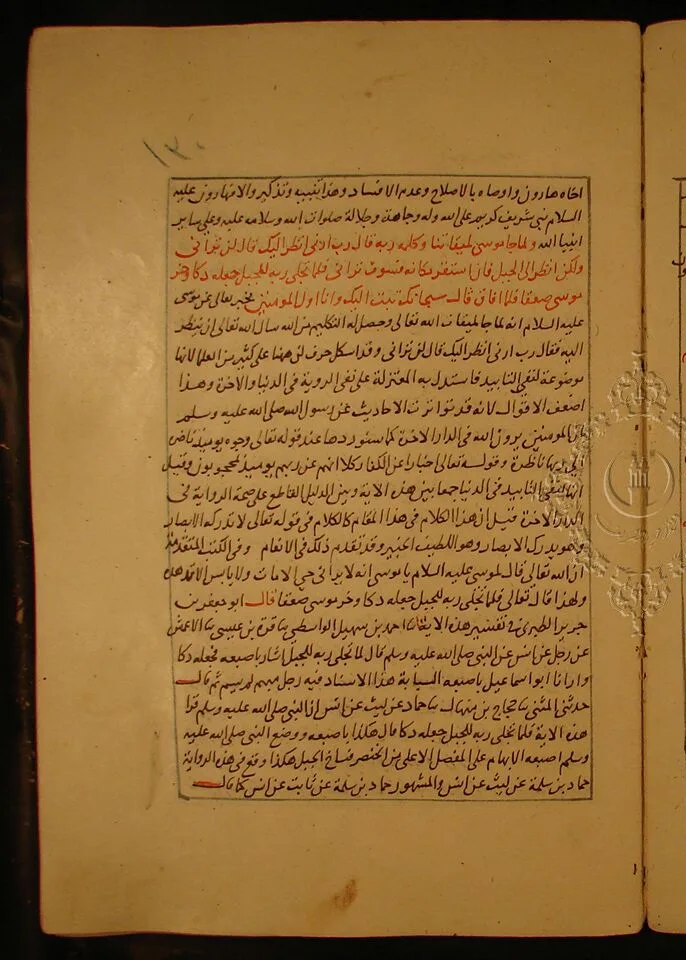 ١٣٠
اخاه هارون واوصاه بالاصلاح وعدم الافساد وهذا تنبيه وتذكير والا فهارون عليه
السلام نبي شريف كريم على الله وله وجاهة وجلالة صلوات الله وسلامه عليه وعلى ساير
انبيا الله ولما جا موسى لميقاتنا وكلمه ربه قال رب ارني انظر اليك قال لن تراني
ولكن انظر الى الجبل فان استقر مكانه فسوف تراني فلما تجلى ربه للجبل جعله دكا وخر
موسى صعقا فلما افاق قال سبحانك تبت اليك وانا اول المومنين يخبر تعالى عن موسى
عليه السلام انه لما جا لميقات الله تعالى وحصل له التكليم من الله سال الله تعالى ان ينظر
اليه فقال رب ارني انظر اليك قال لن تراني وقد اشكل حرف لن ههنا على كثير من العلما لانها
موضوعة لنفي التابيد فاستدل به المعتزلة على نفي الروية في الدنيا والاخرة وهذا
اضعف الاقوال لانه قد تواترت الاحاديث عن رسول الله صلى الله عليه وسلم
بان المومنين يرون الله في الدار الاخرة كما سنوردها عند قوله تعالى وجوه يوميذ ناضرة
الى ربها ناظرة وقوله تعالى اخبارا عن الكفار كلا انهم عن ربهم يوميذ لمحجوبون وقيل
انها لنفي التابيد في الدنيا جمعا بين هذه الاية وبين الدليل القاطع على صحة الرواية في
الدار الاخرة وقيل ان هذا الكلام في هذا المقام كالكلام في قوله تعالى لا تدركه الابصار
وهو يدرك الابصار وهو اللطيف الخبير وقد تقدم ذلك في الانعام وفي الكتب المتقدمة
ان الله تعالى قال لموسى عليه السلام يا موسى انه لا يراني حي الا مات ولا يابس الا تدهده
ولهذا قال تعالى فلما تجلى ربه للجبل جعله دكا وخر موسى صعقا قال ابو جعفر بن
جرير الطبري في تفسير هذه الاية ثنا احمد بن سهيل الواسطي ثنا قرة بن عيسى ثنا الاعمش
عن رجل عن انس عن النبي صلى الله عليه وسلم قال لما تجلى ربه للجبل اشار باصبعه فجعله دكا
وارانا ابو اسماعيل باصبعه السبابة هذا الاسناد فيه رجل مبهم لم يسم ثم قال
حدثني المثنى ثنا حجاج بن منهال ثنا حماد عن ليث عن انس ان النبي صلى الله عليه وسلم قرا
هذه الاية فلما تجلى ربه للجبل جعله دكا قال هكذا باصبعه ووضع النبي صلى الله عليه
وسلم اصبعه الابهام على المفصل الاعلى من الخنصر فساخ الجبل هكذا وقع في هذه الرواية
حماد بن سلمة عن ليث عن انس والمشهور حماد بن سلمة عن ثابت عن انس كما قال